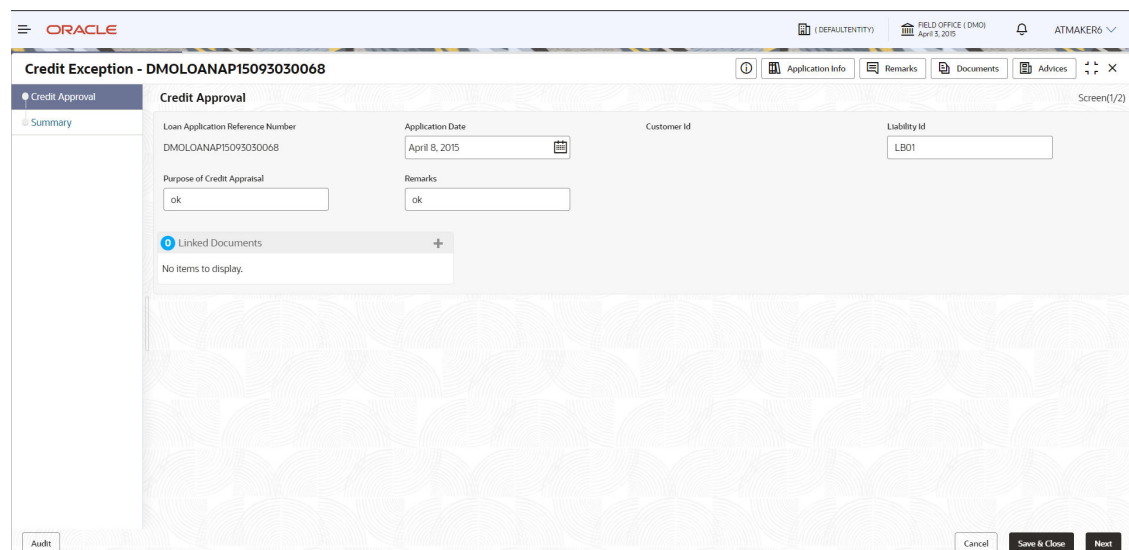 ORACLE
( DEFAULTENTITY)
FIELD OFFICE ( DMO)
April 3, 2015
ATMAKER6
Credit Exception - DMOLOANAP15093030068
Application Info
Remarks
Documents
Advices
Credit Approval
Summary
Credit Approval
Screen(1/2)
Loan Application Reference Number
Application Date
Customer Id
Liability Id
DMOLOANAP15093030068
April 8, 2015
LB01
Purpose of Credit Appraisal
Remarks
ok
ok
0 Linked Documents
No items to display.
Audit
Cancel
Save & Close
Next